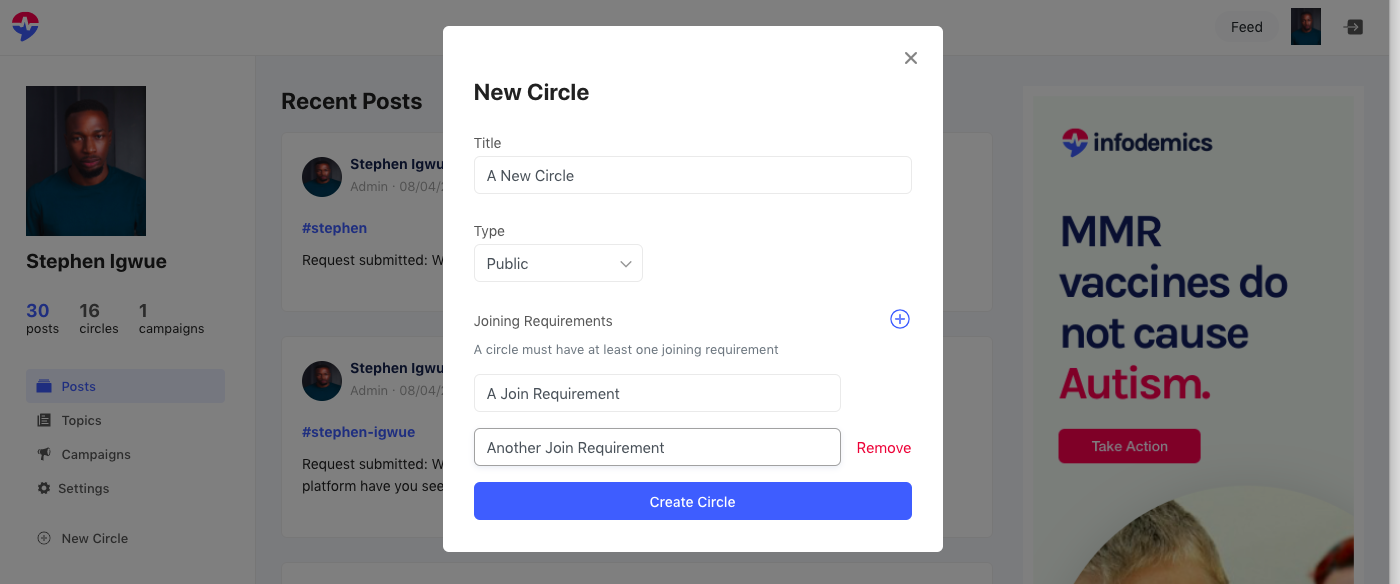 Feed
Stephen Igwue
30
16
1
posts
circles
campaigns
Posts
Topics
Campaigns
Settings
New Circle
Recent Posts
Stephen Igwu
Admin · 08/04/
#stephen
Request submitted: W
Stephen Igwu
Admin · 08/04/
#stephen-igwue
Request submitted: W
platform have you see
New Circle
Title
A New Circle
Type
Public
Joining Requirements
A circle must have at least one joining requirement
A Join Requirement
Another Join Requirement
Remove
Create Circle
infodemics
MMR
vaccines do
not cause
Autism.
Take Action